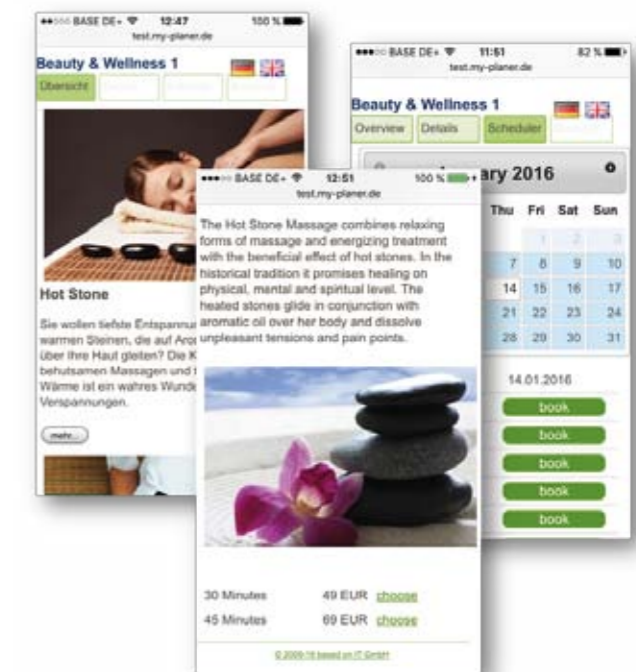 BASE DE+ 12:47 100 %
test.my-planer.de
Beauty & Wellness 1
Übersicht
Hot Stone
Sie wollen tiefste Entspannu
warmen Steinen, die auf Aro
über Ihre Haut gleiten? Die K
behutsamen Massagen und
Wärme ist ein wahres Wunde
Verspannungen.
mehr...
BASE DE+ 12:51 100 %
test.my-planer.de
The Hot Stone Massage combines relaxing
forms of massage and energizing treatment
with the beneficial effect of hot stones. In the
historical tradition it promises healing on
physical, mental and spiritual level. The
heated stones glide in conjunction with
aromatic oil over her body and dissolve
unpleasant tensions and pain points.
30 Minutes 49 EUR choose
45 Minutes 69 EUR choose
© 2009-16 based on IT GmbH
BASE DE+ 11:51 82 %
test.my-planer.de
Beauty & Wellness 1
Overview Details Scheduler
ary 2016
Thu Fri Sat Sun
1 2 3
7 8 9 10
14 15 16 17
21 22 23 24
28 29 30 31
14.01.2016
book
book
book
book
book